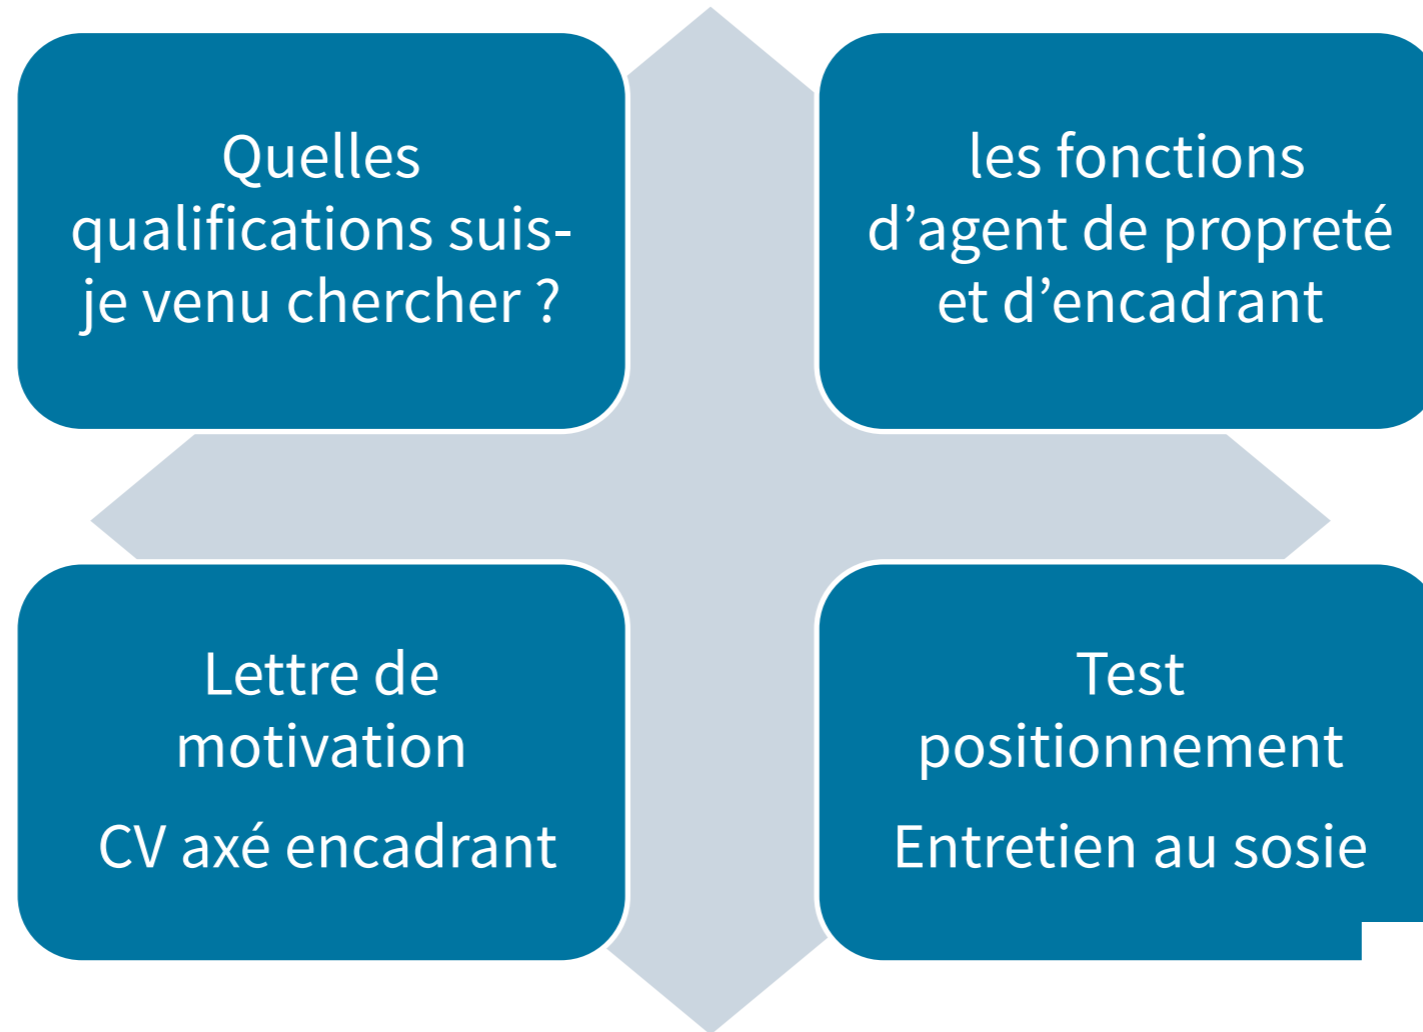 Quelles
qualifications suis-
je venu chercher ?
les fonctions
d’agent de propreté
et d’encadrant
Lettre de
motivation
CV axé encadrant
Test
positionnement
Entretien au sosie